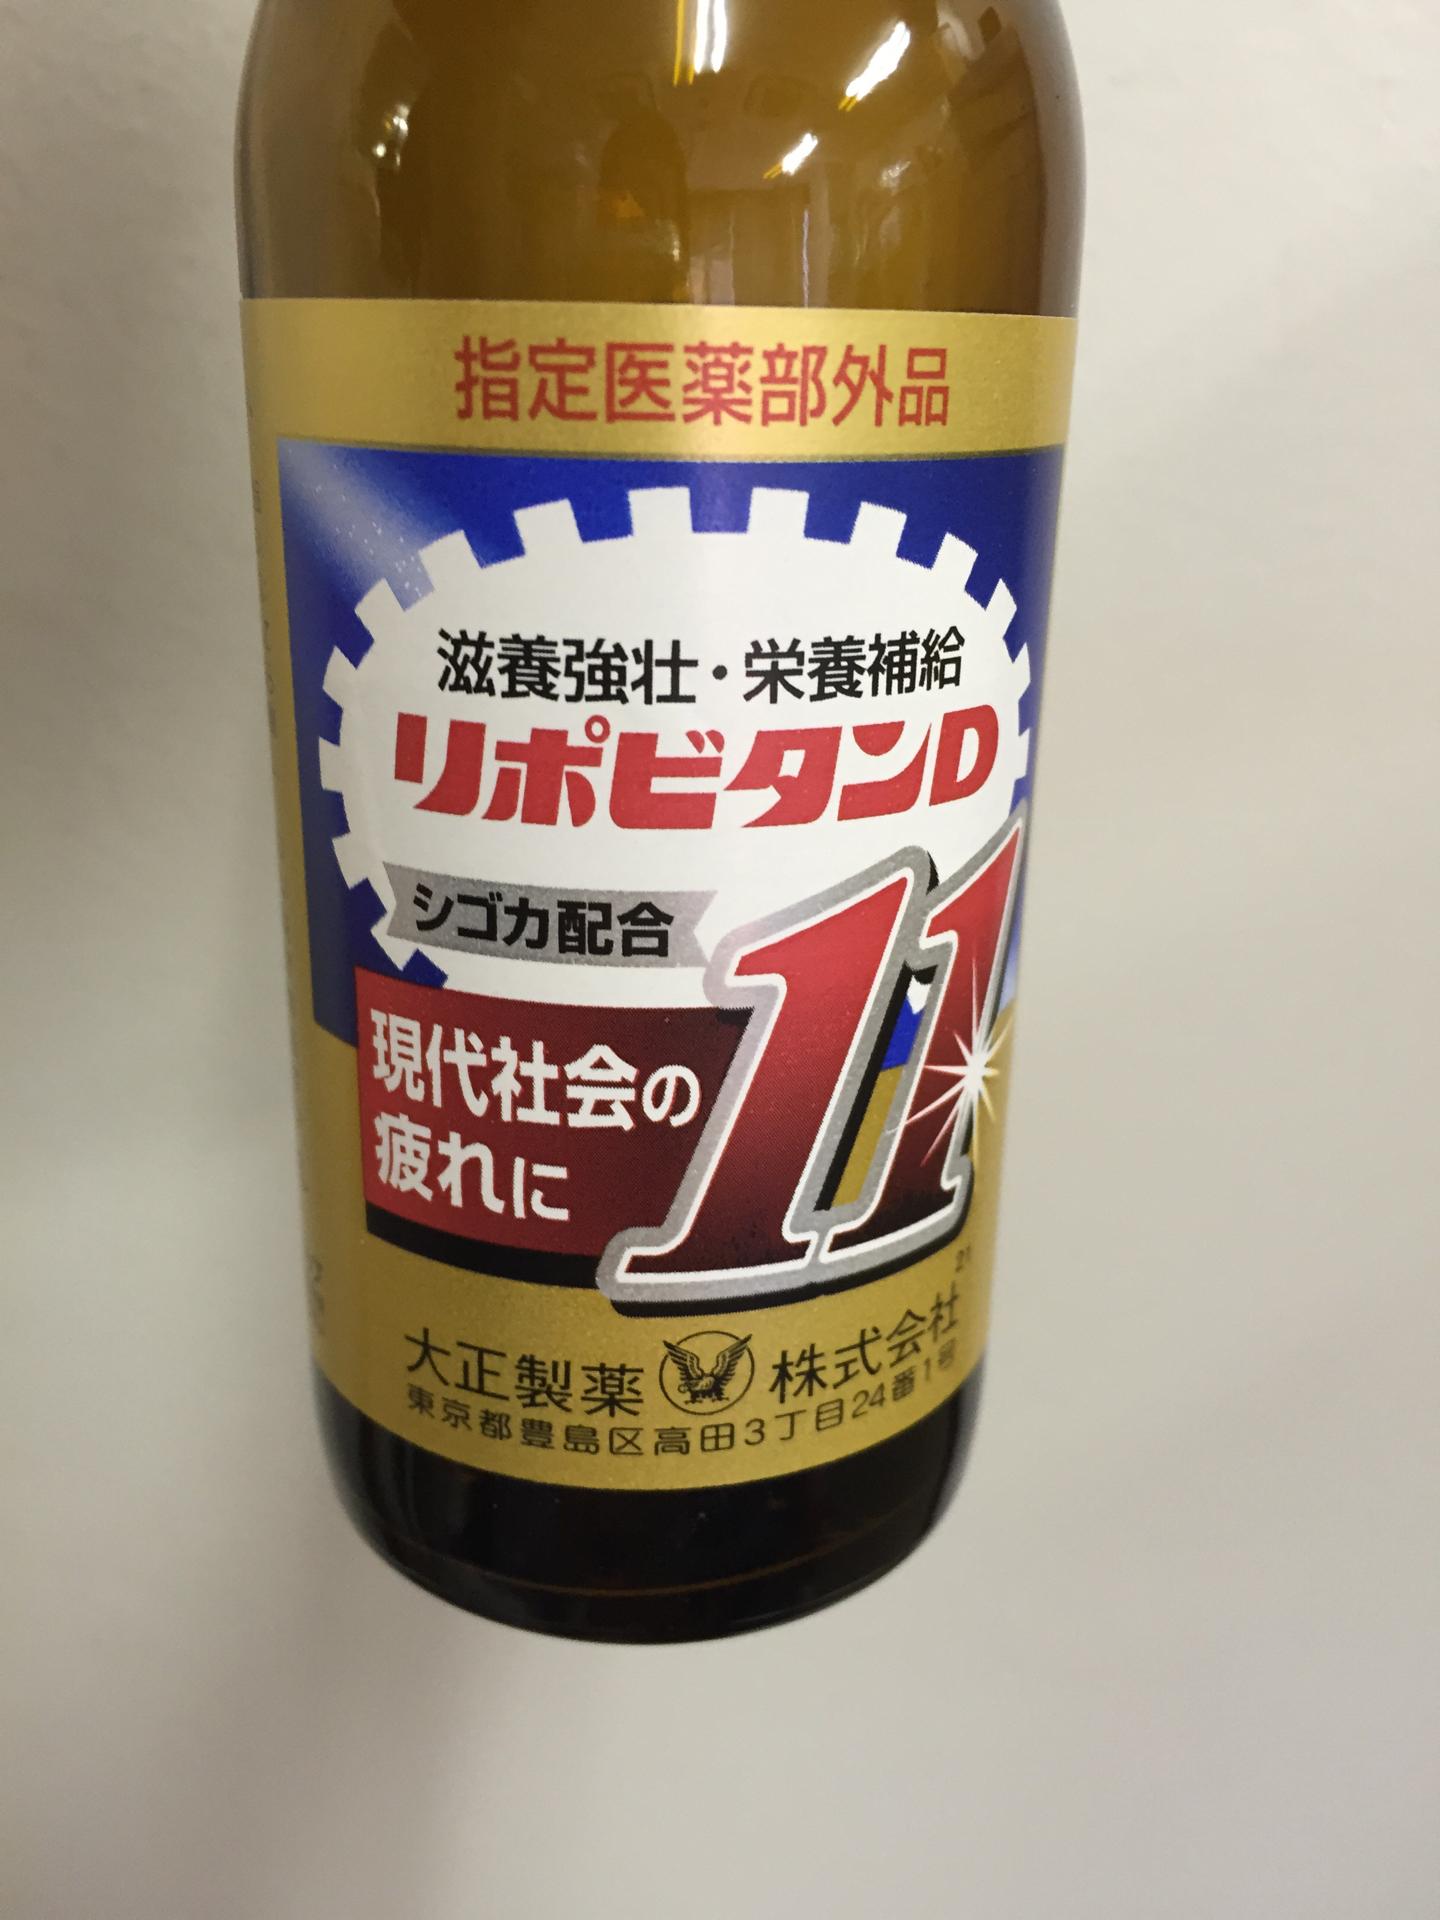 指定医薬部外品
滋養強壮・栄養補給
リポビタンD
シゴカ配合
11
現代社会の
疲れに
21
大正製薬 株式会社
東京都豊島区高田3丁目24番1号